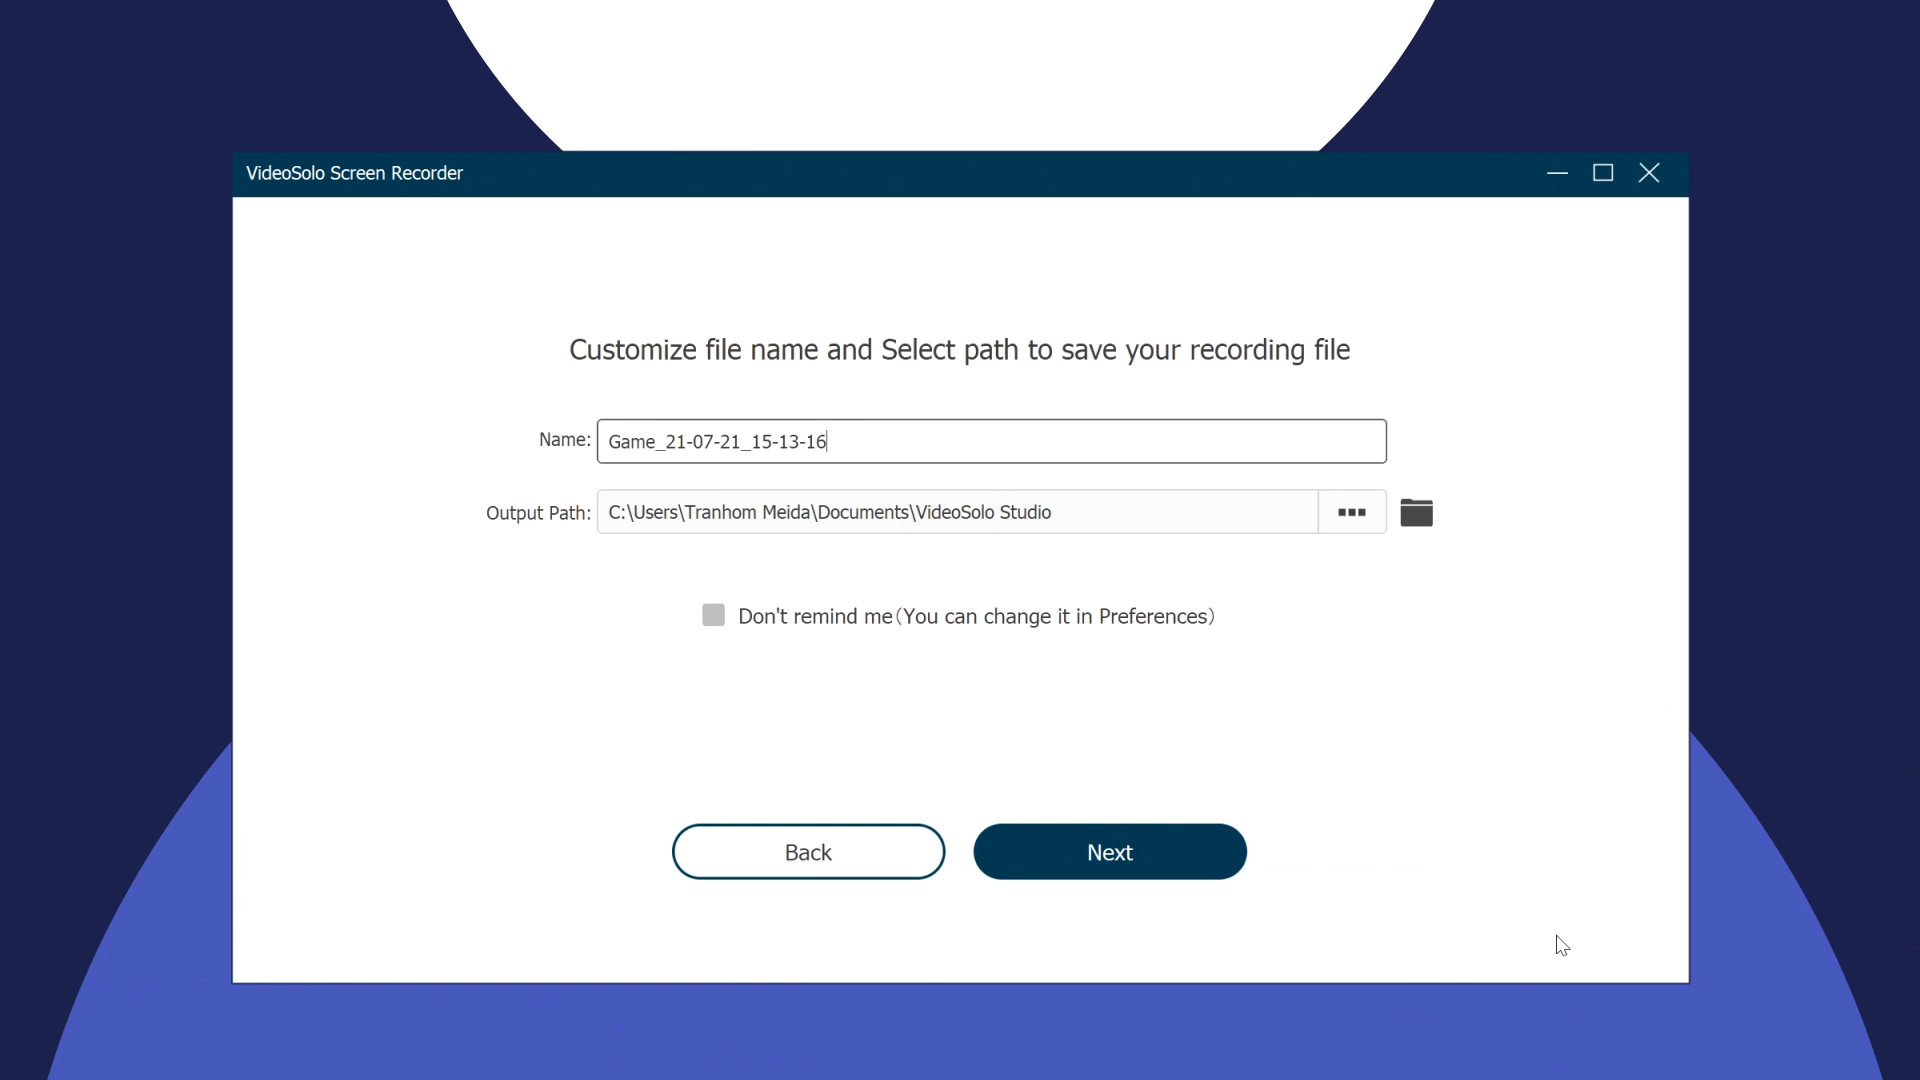 VideoSolo Screen Recorder
Customize file name and Select path to save your recording file
Name: Game_21-07-21_15-13-16
Output Path: C:\Users\Tranhom Meida\Documents\VideoSolo Studio
Don't remind me(You can change it in Preferences)
Back Next